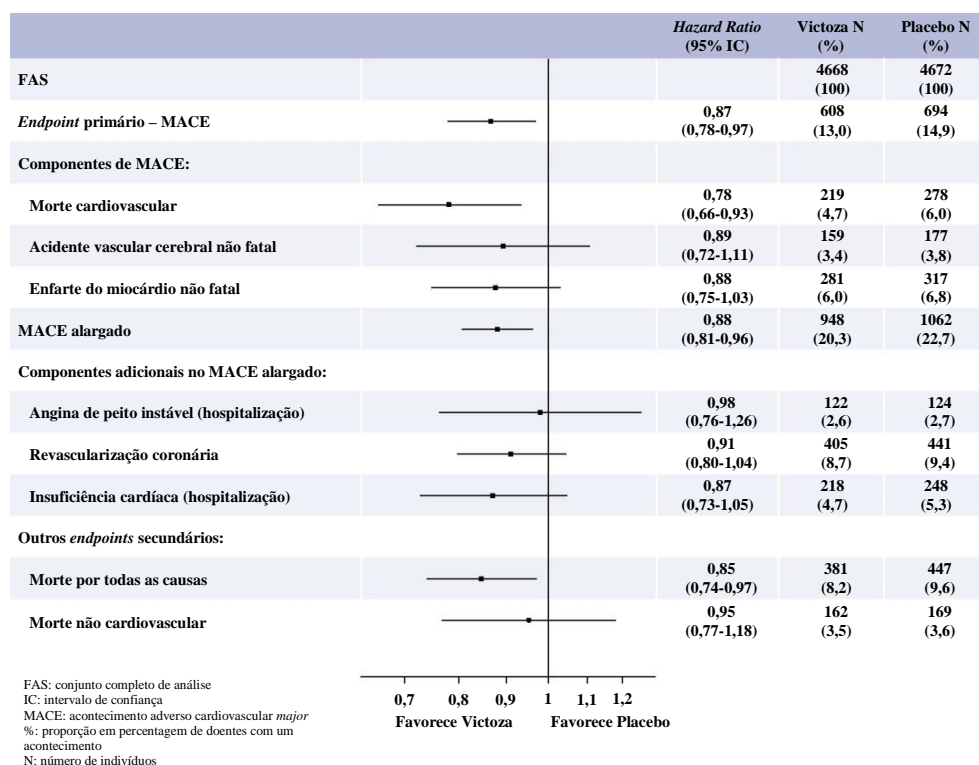 Hazard Ratio Victoza N Placebo N
(95% IC) (%) (%)
4668 4672
FAS
(100) (100)
0,87 608 694
Endpoint primário – MACE
(0,78-0,97) (13,0) (14,9)
Componentes de MACE:
0,78 219 278
Morte cardiovascular
(0,66-0,93) (4,7) (6,0)
0,89 159 177
Acidente vascular cerebral não fatal
(0,72-1,11) (3,4) (3,8)
0,88 281 317
Enfarte do miocárdio não fatal
(0,75-1,03) (6,0) (6,8)
0,88 948 1062
MACE alargado
(0,81-0,96) (20,3) (22,7)
Componentes adicionais no MACE alargado:
0,98 122 124
Angina de peito instável (hospitalização)
(0,76-1,26) (2,6) (2,7)
0,91 405 441
Revascularização coronária
(0,80-1,04) (8,7) (9,4)
0,87 218 248
Insuficiência cardíaca (hospitalização)
(0,73-1,05) (4,7) (5,3)
Outros endpoints secundários:
0,85 381 447
Morte por todas as causas
(0,74-0,97) (8,2) (9,6)
0,95 162 169
Morte não cardiovascular
(0,77-1,18) (3,5) (3,6)
0,7 0,8 0,9 1 1,1 1,2
Favorece Victoza Favorece Placebo
FAS: conjunto completo de análise
IC: intervalo de confiança
MACE: acontecimento adverso cardiovascular major
%: proporção em percentagem de doentes com um
acontecimento
N: número de indivíduos